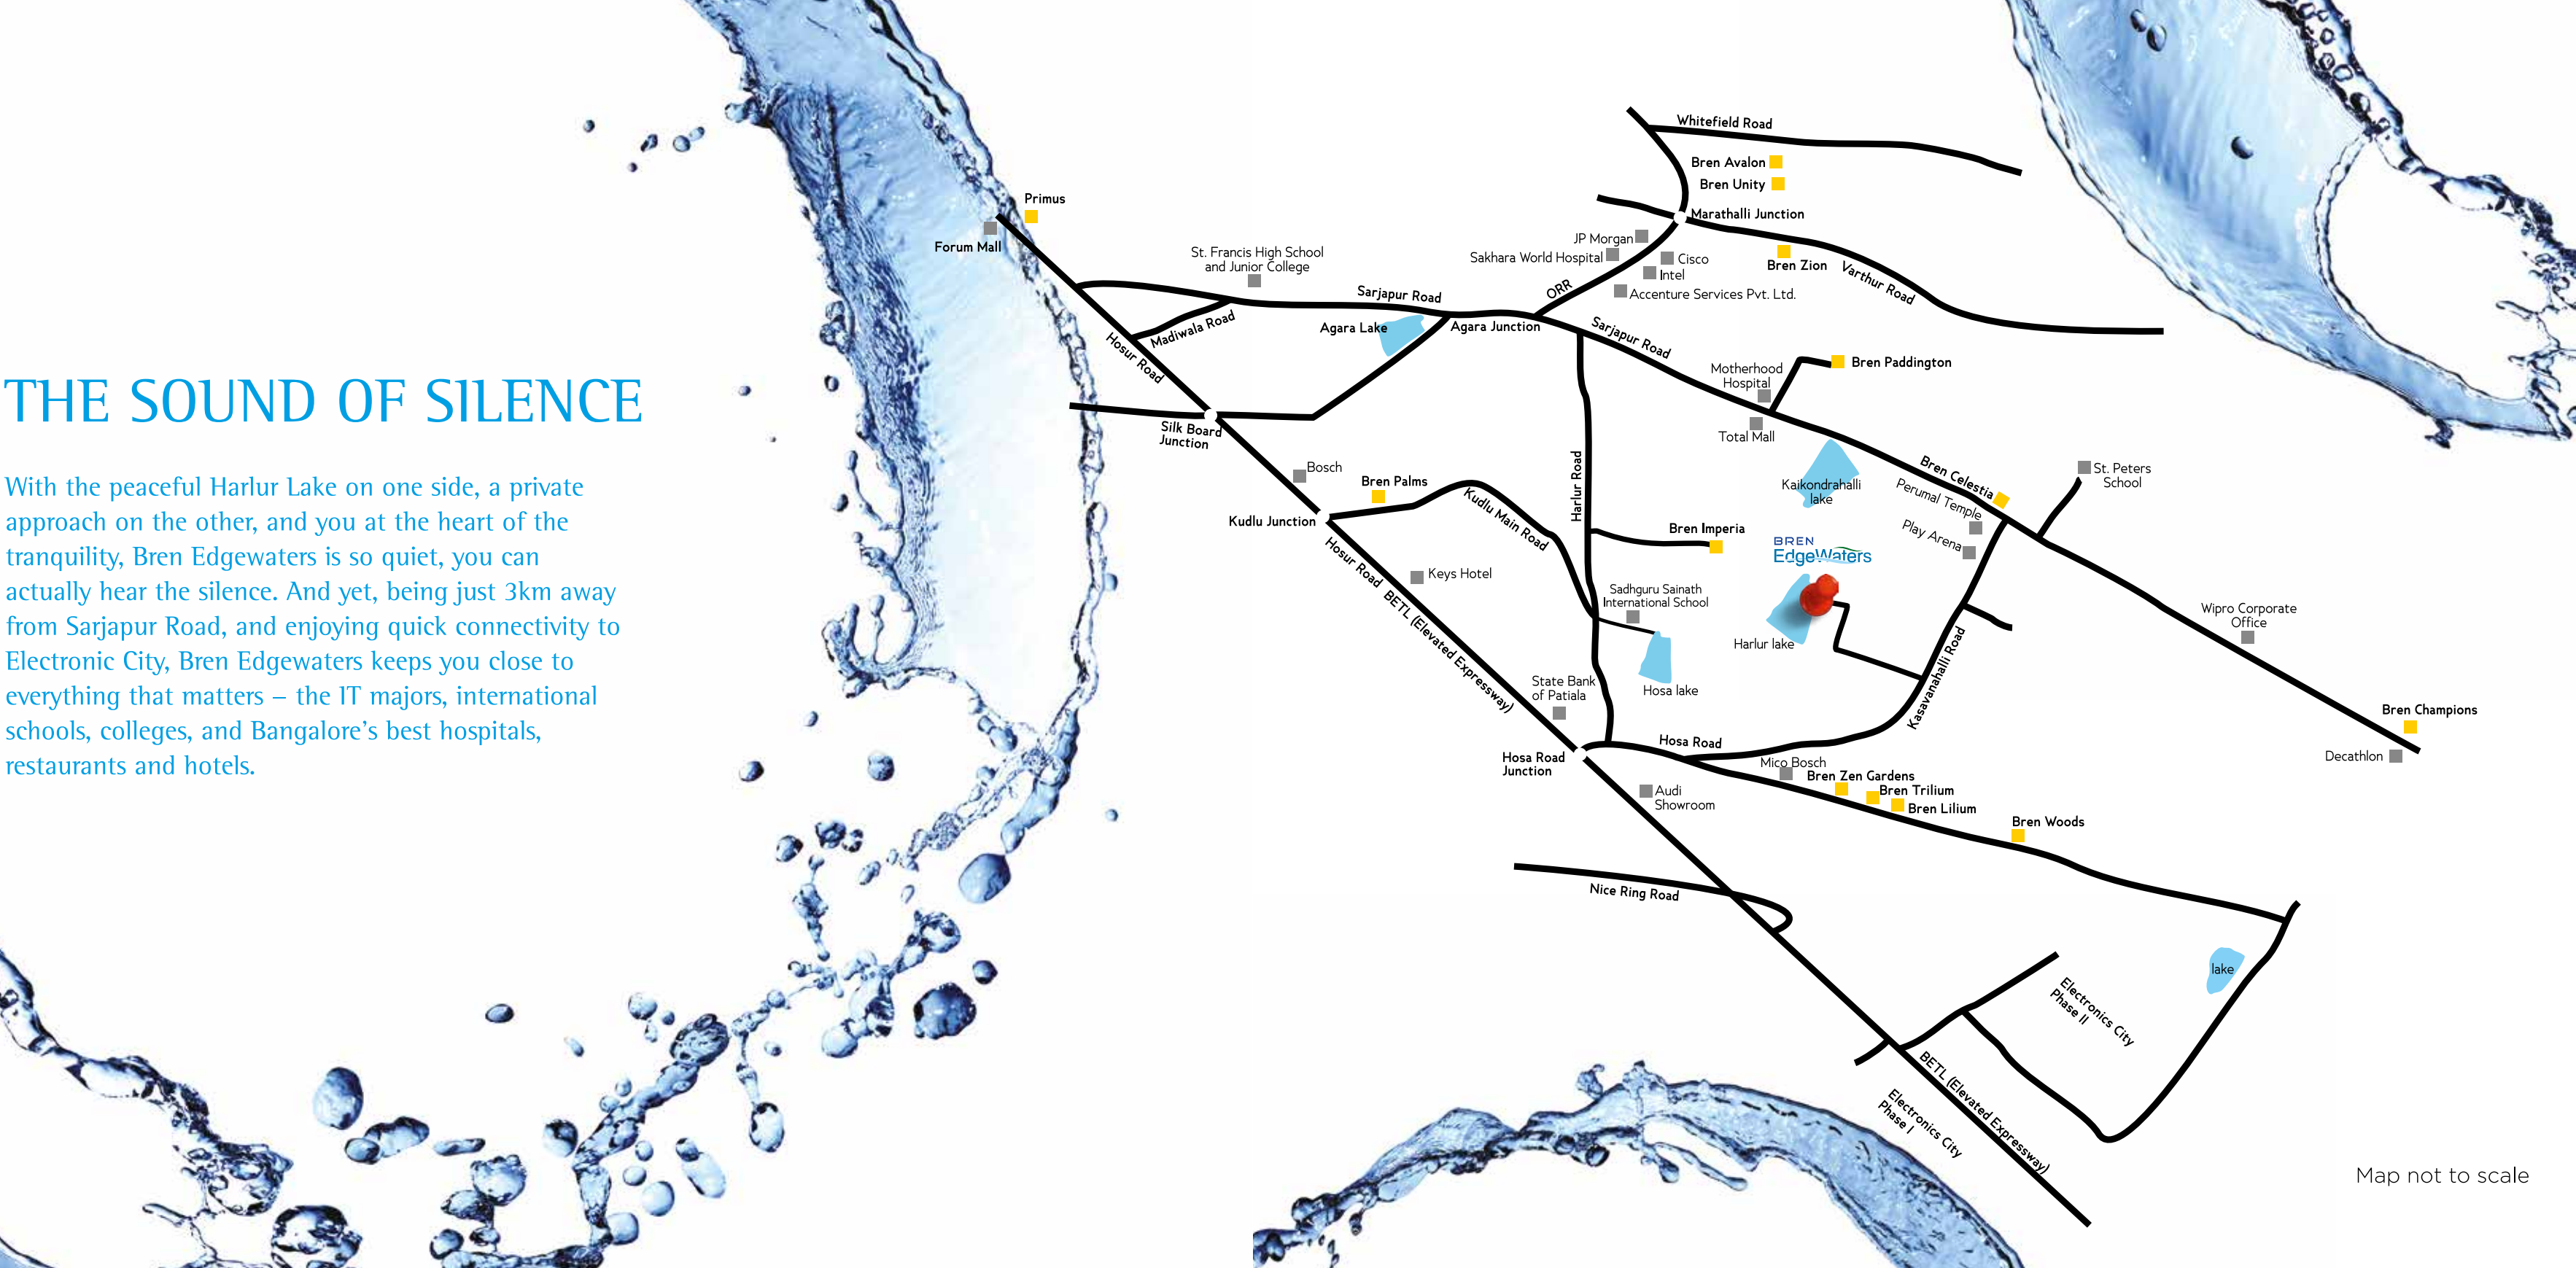 THE SOUND OF SILENCE
With the peaceful Harlur Lake on one side, a private
approach on the other, and you at the heart of the
tranquility, Bren Edgewaters is so quiet, you can
actually hear the silence. And yet, being just 3km away
from Sarjapur Road, and enjoying quick connectivity to
Electronic City, Bren Edgewaters keeps you close to
everything that matters – the IT majors, international
schools, colleges, and Bangalore's best hospitals,
restaurants and hotels.
Whitefield Road
Bren Avalon
Bren Unity
Marathalli Junction
Primus
Forum Mall
St. Francis High School
and Junior College
JP Morgan
Sakhara World Hospital
Cisco
Intel
Accenture Services Pvt. Ltd.
Bren Zion
Varthur Road
ORR
Sarjapur Road
Agara Lake
Agara Junction
Sarjapur Road
Madiwala Road
Hosur Road
Motherhood
Hospital
Bren Paddington
Total Mall
Silk Board
Junction
Bosch
Bren Palms
Kudlu Junction
Kudlu Main Road
Harlur Road
Kaikondrahalli
lake
Bren Celestia
Perumal Temple
Play Arena
St. Peters
School
Bren Imperia
BREN
EdgeWaters
Hosur Road
BETL (Elevated Expressway)
Keys Hotel
Sadhguru Sainath
International School
Harlur lake
Wipro Corporate
Office
Kasavanahalli Road
State Bank
of Patiala
Hosa lake
Bren Champions
Decathlon
Hosa Road
Junction
Hosa Road
Mico Bosch
Bren Zen Gardens
Bren Trilium
Bren Lilium
Audi
Showroom
Bren Woods
Nice Ring Road
lake
Electronics City
Phase II
BETL (Elevated Expressway)
Electronics City
Phase I
Map not to scale